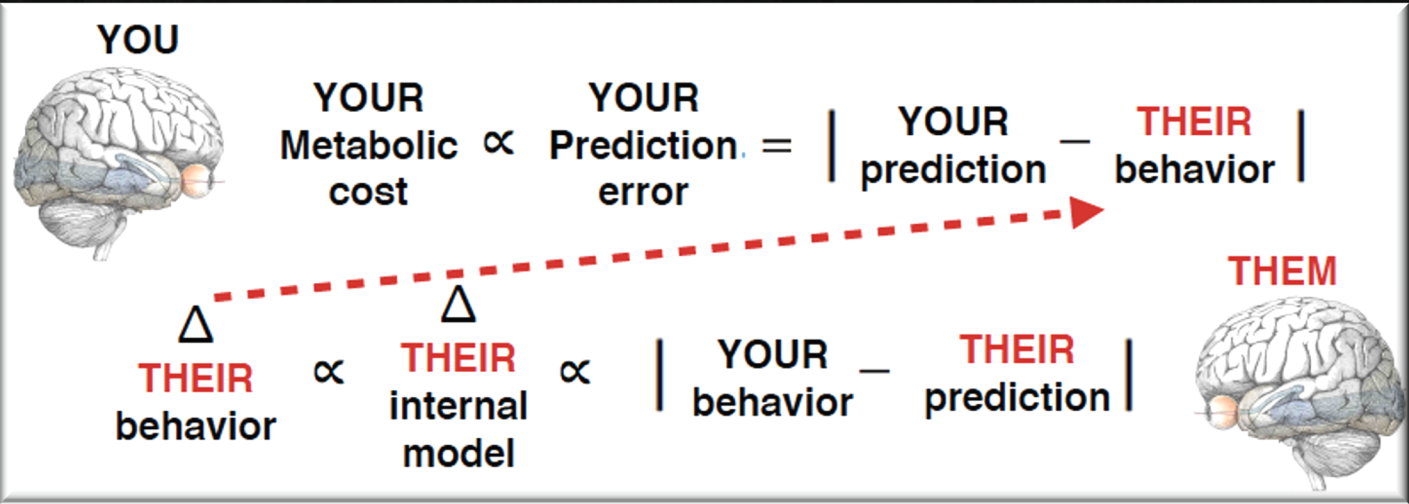 YOU
YOUR Metabolic cost ∝ YOUR Prediction error = | YOUR prediction − THEIR behavior |
THEM
Δ THEIR behavior ∝ Δ THEIR internal model ∝ | YOUR behavior − THEIR prediction |